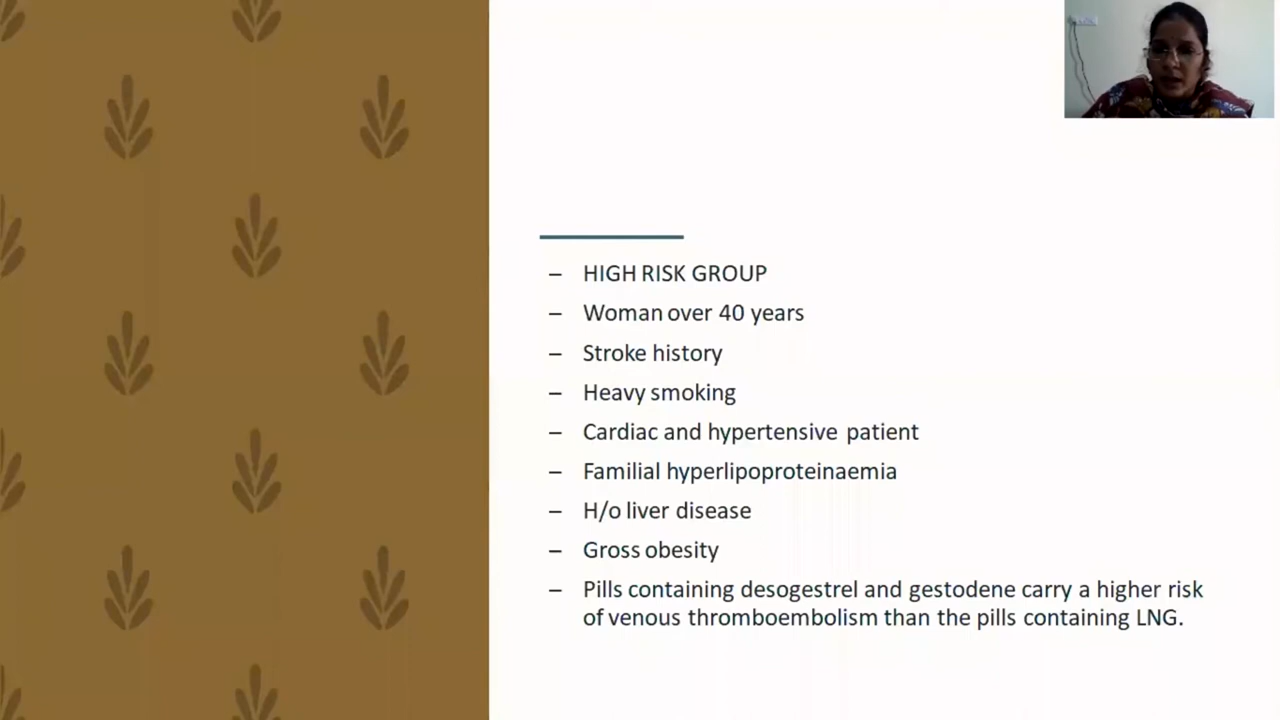 – HIGH RISK GROUP
– Woman over 40 years
– Stroke history
– Heavy smoking
– Cardiac and hypertensive patient
– Familial hyperlipoproteinaemia
– H/o liver disease
– Gross obesity
– Pills containing desogestrel and gestodene carry a higher risk
of venous thromboembolism than the pills containing LNG.